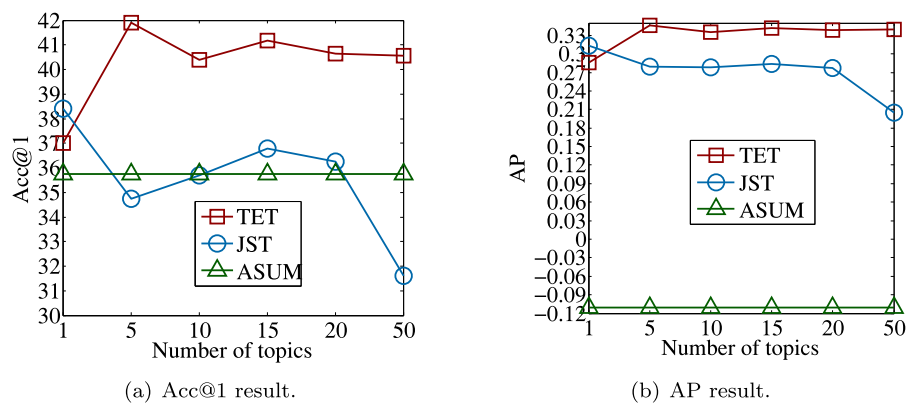 42
41
40
39
38
37
36
35
34
33
32
31
30
Acc@1
TET
JST
ASUM
1 5 10 15 20 50
Number of topics
(a) Acc@1 result.
0.33
0.3
0.27
0.24
0.21
0.18
0.15
0.12
0.09
0.06
0.03
0
−0.03
−0.06
−0.09
−0.12
AP
TET
JST
ASUM
1 5 10 15 20 50
Number of topics
(b) AP result.